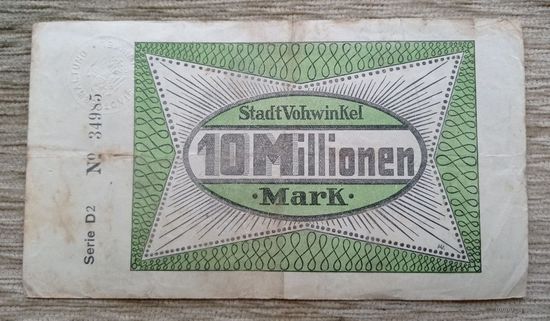 Stadt Vohwinkel
10 Millionen
· Mark ·
Serie D2 No 34985